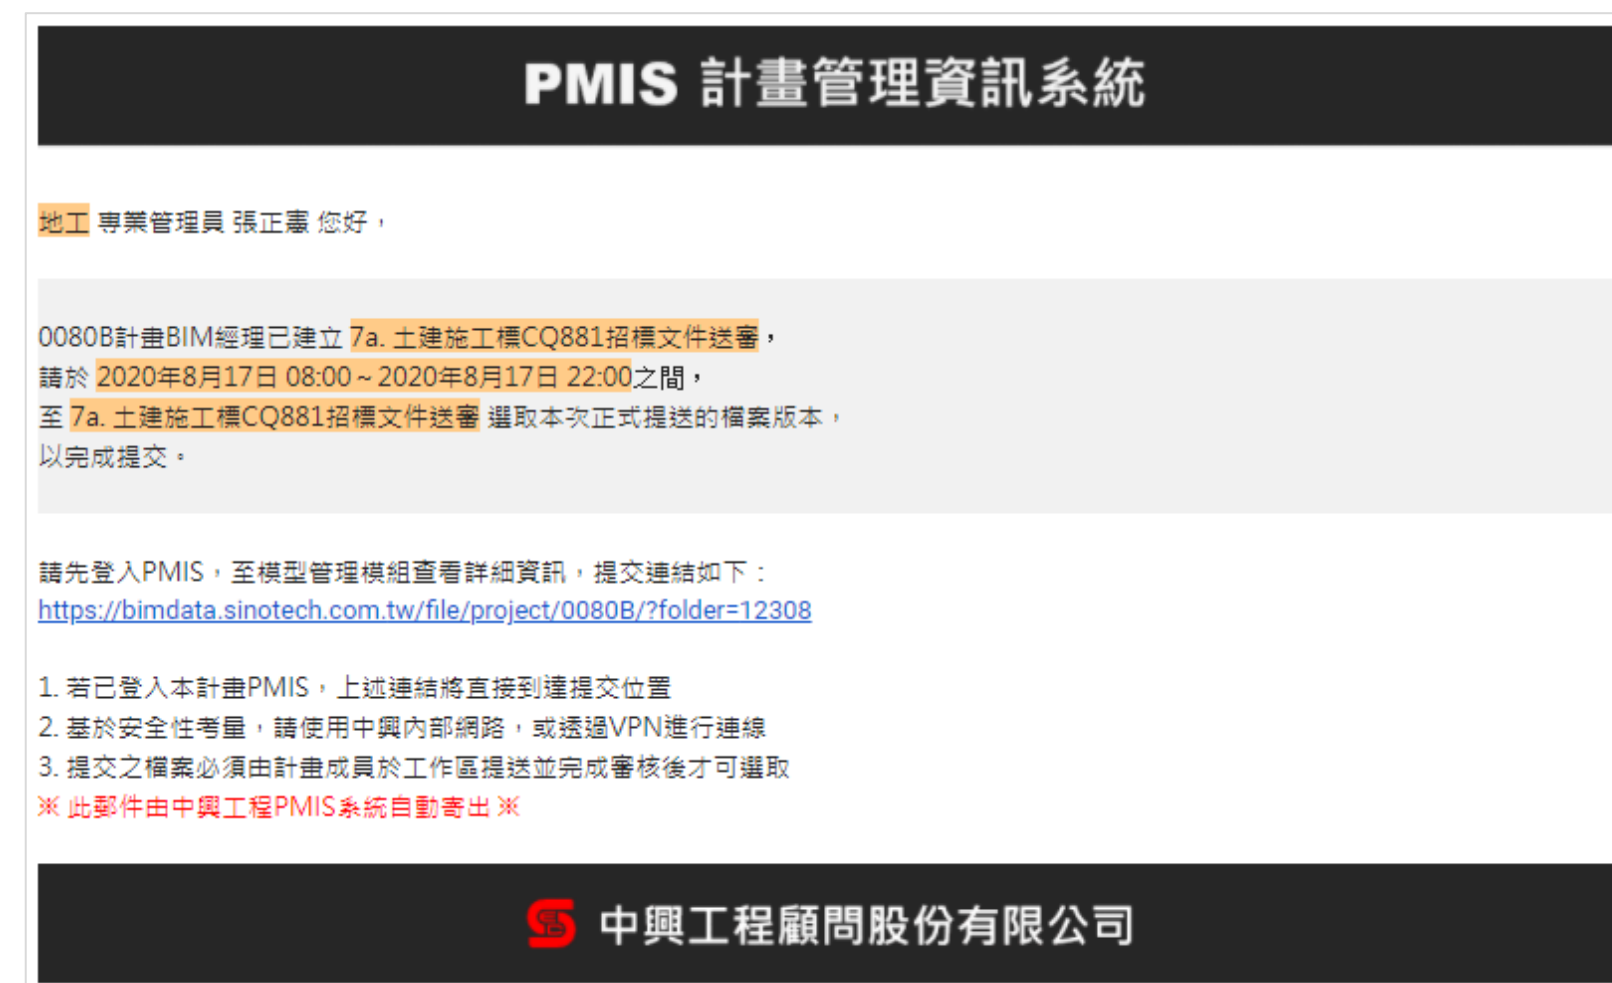 PMIS 計畫管理資訊系統
地工 專業管理員 張正憲 您好，
0080B計畫BIM經理已建立 7a. 土建施工標CQ881招標文件送審，
請於 2020年8月17日 08:00～2020年8月17日 22:00之間，
至 7a. 土建施工標CQ881招標文件送審 選取本次正式提送的檔案版本，
以完成提交。
請先登入PMIS，至模型管理模組查看詳細資訊，提交連結如下：
https://bimdata.sinotech.com.tw/file/project/0080B/?folder=12308
1. 若已登入本計畫PMIS，上述連結將直接到達提交位置
2. 基於安全性考量，請使用中興內部網路，或透過VPN進行連線
3. 提交之檔案必須由計畫成員於工作區提送並完成審核後才可選取
※ 此郵件由中興工程PMIS系統自動寄出 ※
中興工程顧問股份有限公司